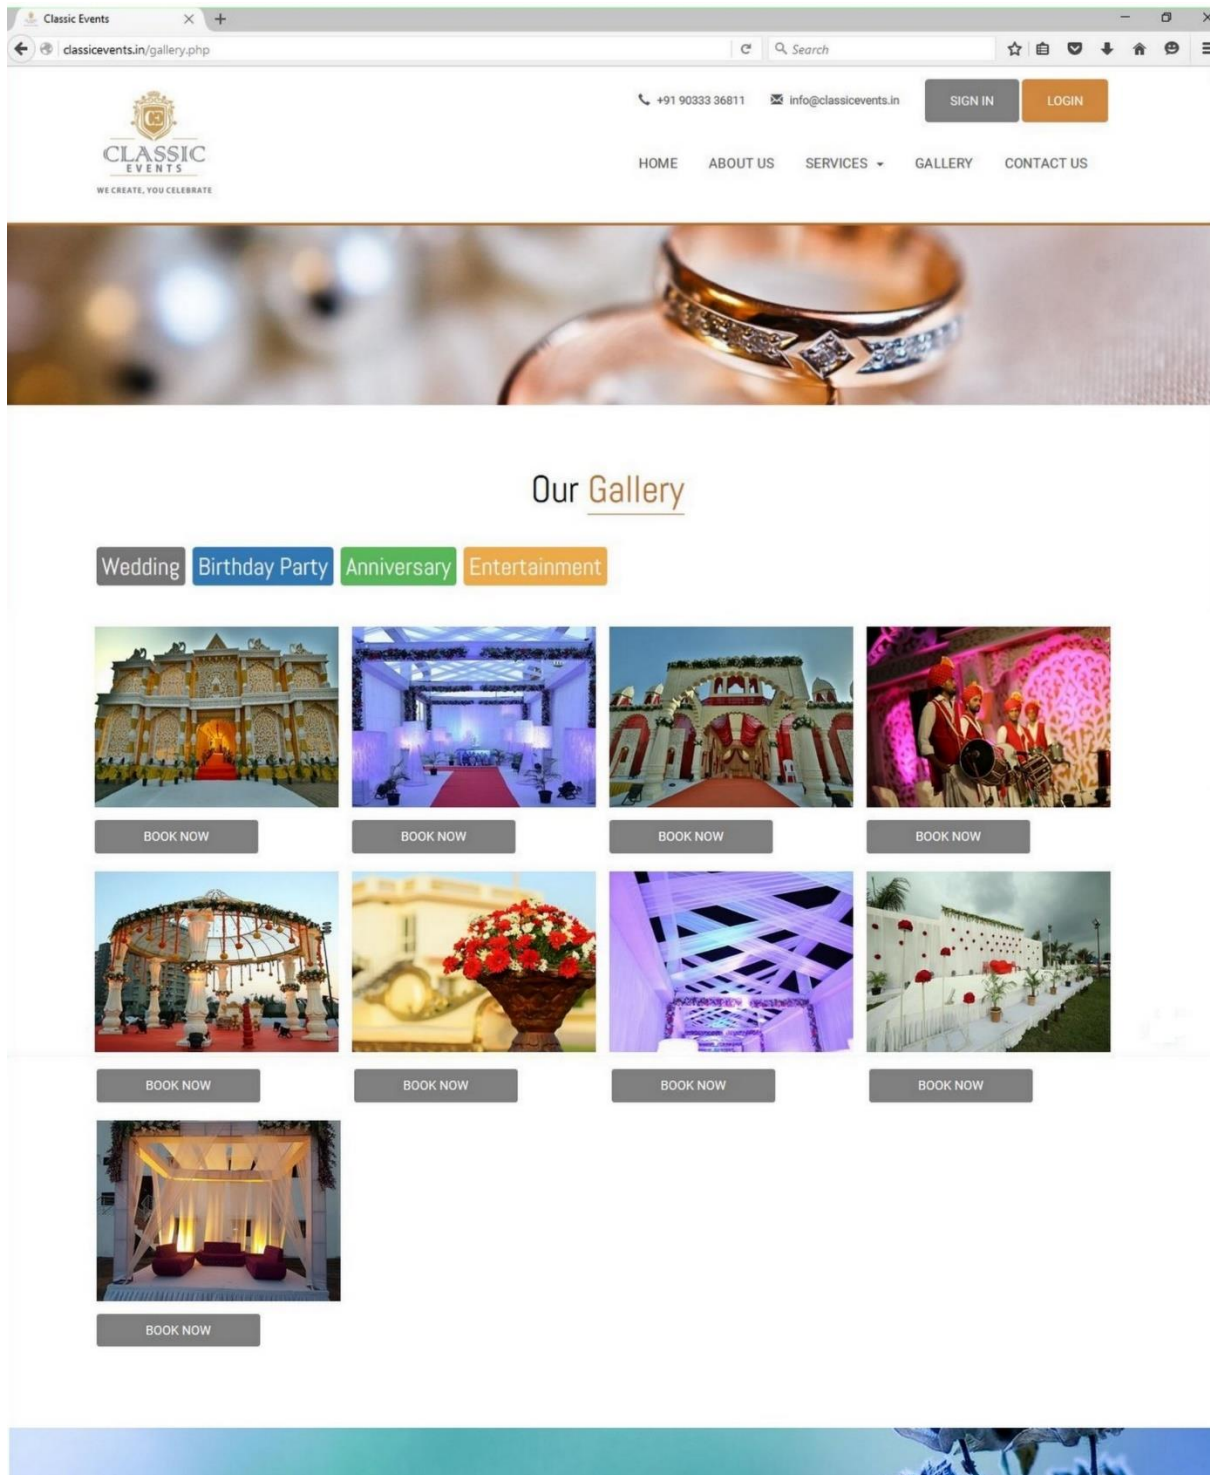 Classic Events
classicevents.in/gallery.php
Search
+91 90333 36811 info@classicevents.in SIGN IN LOGIN
CE
CLASSIC
EVENTS
WE CREATE, YOU CELEBRATE
HOME ABOUT US SERVICES GALLERY CONTACT US
Our Gallery
Wedding Birthday Party Anniversary Entertainment
BOOK NOW BOOK NOW BOOK NOW BOOK NOW
BOOK NOW BOOK NOW BOOK NOW BOOK NOW
BOOK NOW